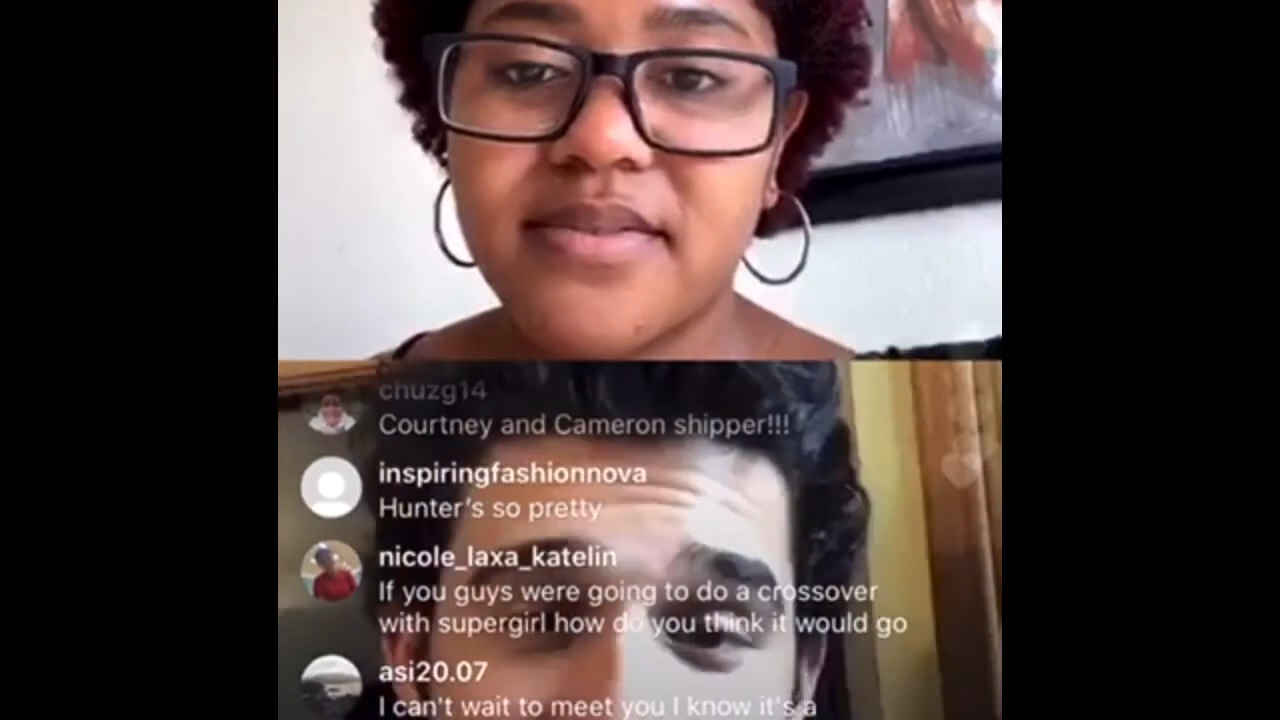 chuzg14
Courtney and Cameron shipper!!!
inspiringfashionnova
Hunter's so pretty
nicole_laxa_katelin
If you guys were going to do a crossover
with supergirl how do you think it would go
asi20.07
I can't wait to meet you I know it's a